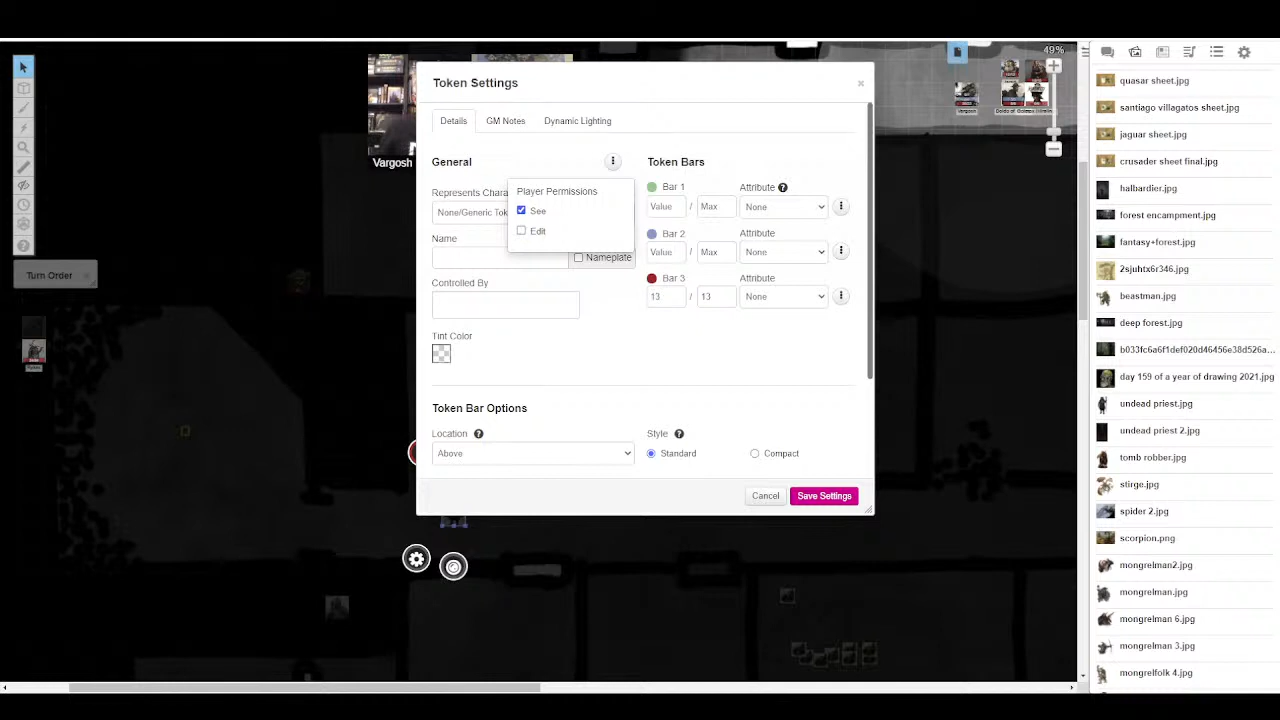 49%
Token Settings
Details
GM Notes
Dynamic Lighting
Vargosh
General
Represents Chara
None/Generic Tok
Player Permissions
See
Edit
Name
Nameplate
Controlled By
Tint Color
Token Bars
Bar 1
Attribute
Value / Max
None
Bar 2
Attribute
Value / Max
None
Bar 3
Attribute
13 / 13
None
Token Bar Options
Location
Above
Style
Standard
Compact
Cancel
Save Settings
Turn Order
quasar sheet.jpg
santiago villagatos sheet.jpg
jaguar sheet.jpg
crusader sheet final.jpg
halbardier.jpg
forest encampment.jpg
fantasy+forest.jpg
2sjuhtx6r346.jpg
beastman.jpg
deep forest.jpg
b033fc6a6f1def020d46456e38d526a...
day 159 of a year of drawing 2021.jpg
undead priest.jpg
undead priest 2.jpg
tomb robber.jpg
stirge.jpg
spider 2.jpg
scorpion.png
mongrelman2.jpg
mongrelman.jpg
mongrelman 6.jpg
mongrelman 3.jpg
mongrelfolk 4.jpg